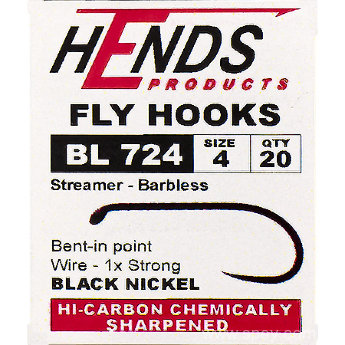 HENDS
PRODUCTS
FLY HOOKS
BL 724
SIZE
4
QTY
20
Streamer - Barbless
Bent-in point
Wire - 1x Strong
BLACK NICKEL
HI-CARBON CHEMICALLY
SHARPENED